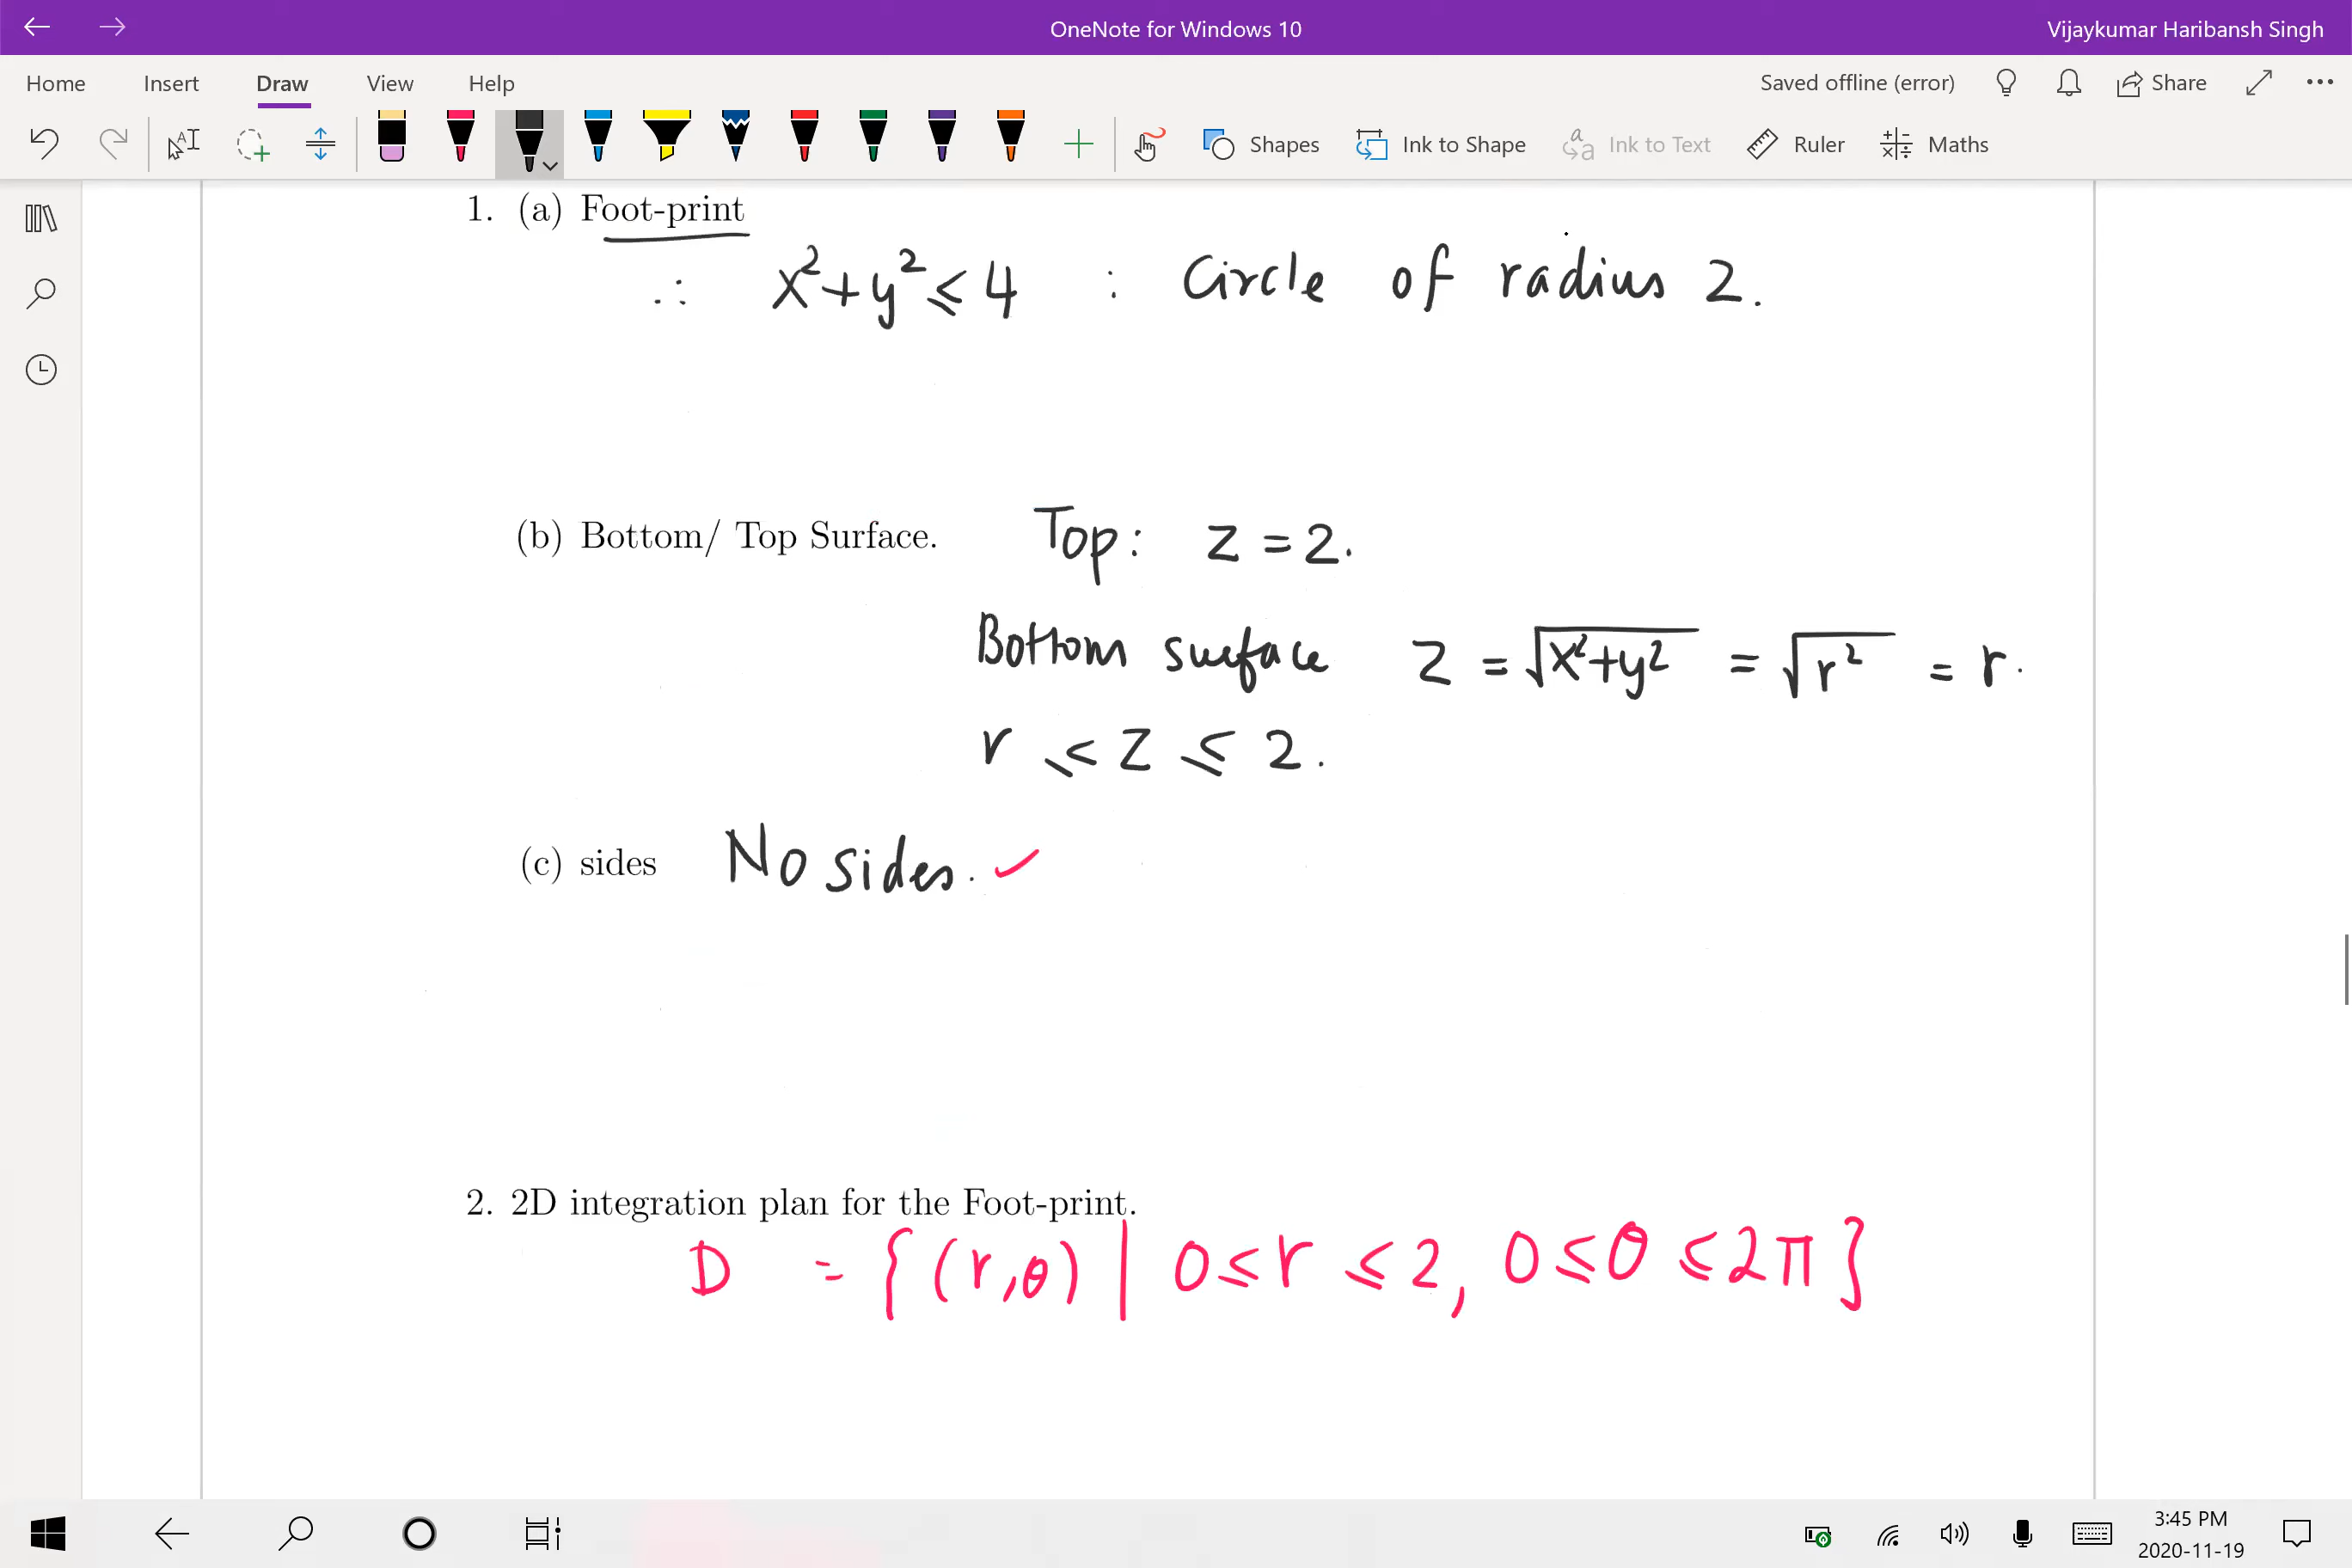 OneNote for Windows 10
Vijaykumar Haribansh Singh
Home Insert Draw View Help
Saved offline (error) Share
Shapes Ink to Shape Ink to Text Ruler Maths
1. (a) Foot-print
∴ x²+y² ≤ 4 : Circle of radius 2.
(b) Bottom/ Top Surface. Top: z = 2.
Bottom surface z = √(x²+y²) = √(r²) = r.
r ≤ z ≤ 2.
(c) sides No sides. ✓
2. 2D integration plan for the Foot-print.
D = { (r,θ) | 0 ≤ r ≤ 2, 0 ≤ θ ≤ 2π }
3:45 PM
2020-11-19